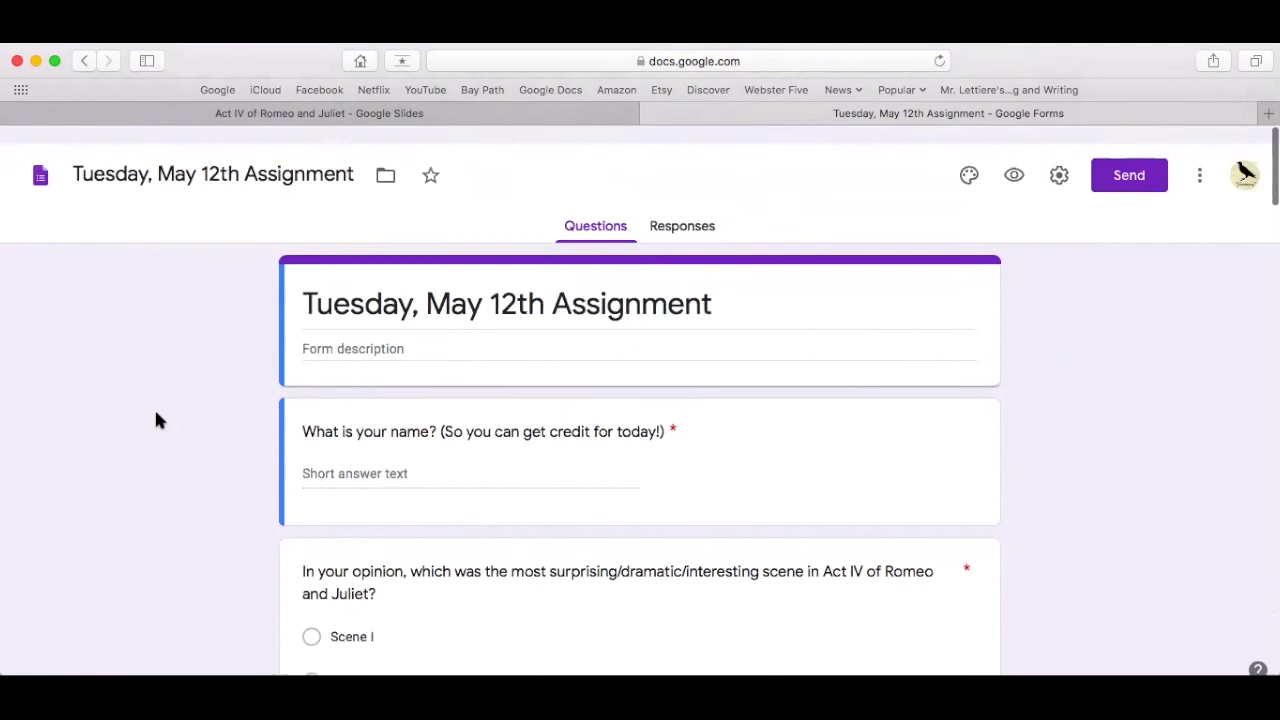 docs.google.com
Google iCloud Facebook Netflix YouTube Bay Path Google Docs Amazon Etsy Discover Webster Five News Popular Mr. Lettiere's...g and Writing
Act IV of Romeo and Juliet - Google Slides Tuesday, May 12th Assignment - Google Forms
Tuesday, May 12th Assignment Send
Questions Responses
Tuesday, May 12th Assignment
Form description
What is your name? (So you can get credit for today!) *
Short answer text
In your opinion, which was the most surprising/dramatic/interesting scene in Act IV of Romeo *
and Juliet?
Scene I